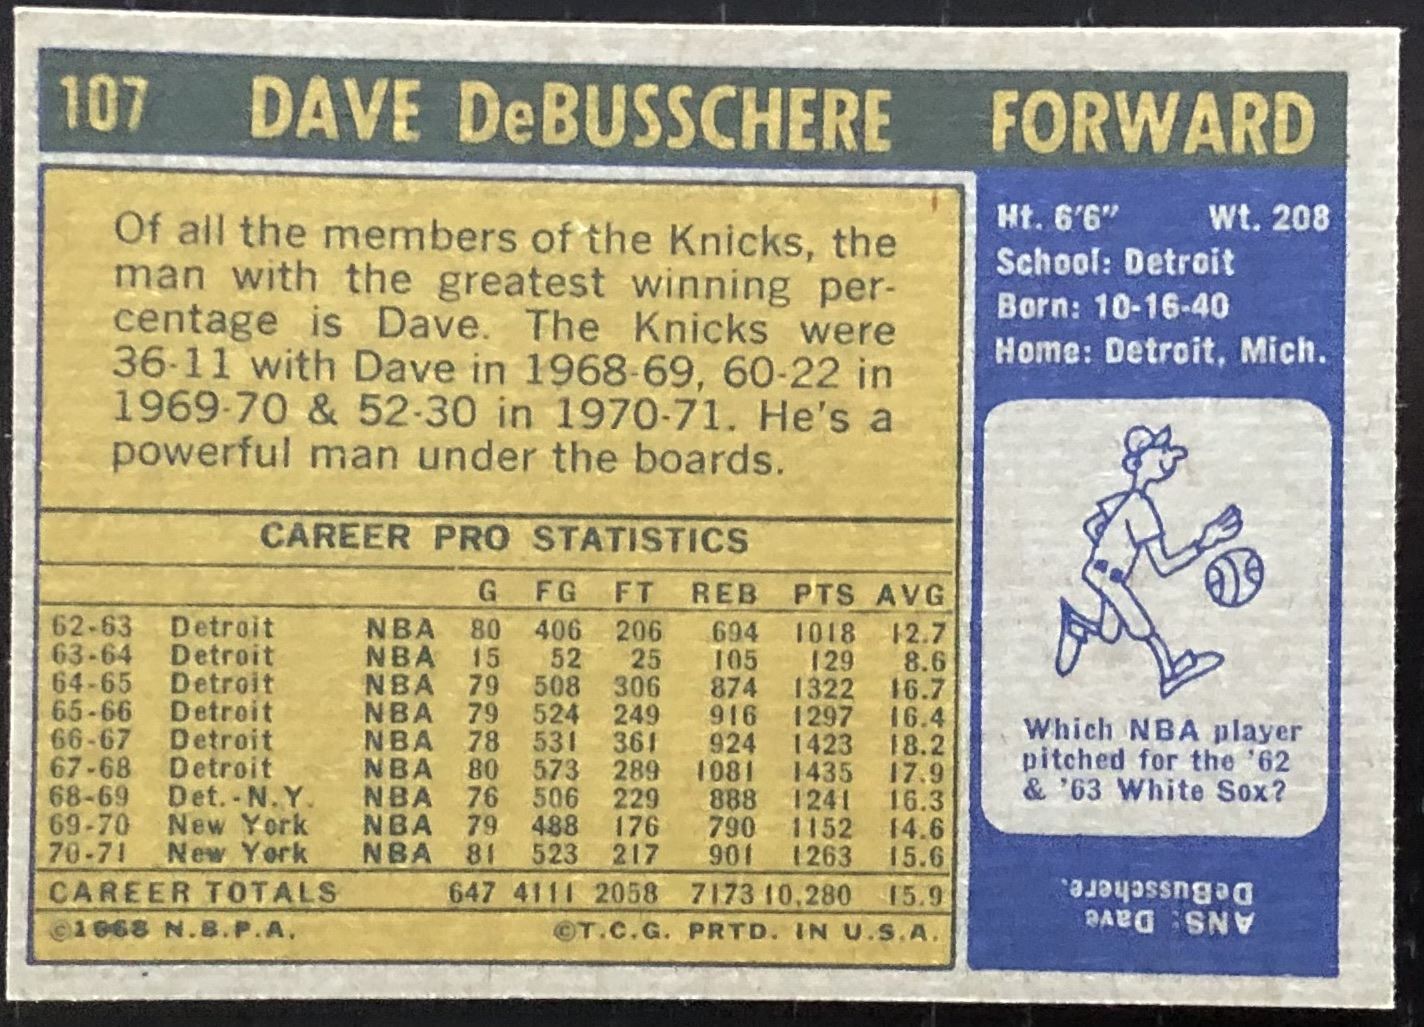 107 DAVE DeBUSSCHERE FORWARD
Of all the members of the Knicks, the
man with the greatest winning per-
centage is Dave. The Knicks were
36-11 with Dave in 1968-69, 60-22 in
1969-70 & 52-30 in 1970-71. He's a
powerful man under the boards.
CAREER PRO STATISTICS
G FG FT REB PTS AVG
62-63 Detroit NBA 80 406 206 694 1018 12.7
63-64 Detroit NBA 15 52 25 105 129 8.6
64-65 Detroit NBA 79 508 306 874 1322 16.7
65-66 Detroit NBA 79 524 249 916 1297 16.4
66-67 Detroit NBA 78 531 361 924 1423 18.2
67-68 Detroit NBA 80 573 289 1081 1435 17.9
68-69 Det.-N.Y. NBA 76 506 229 888 1241 16.3
69-70 New York NBA 79 488 176 790 1152 14.6
70-71 New York NBA 81 523 217 901 1263 15.6
CAREER TOTALS 647 4111 2058 7173 10,280 15.9
©1968 N.B.P.A. ©T.C.G. PRTD. IN U.S.A.
Ht. 6'6" Wt. 208
School: Detroit
Born: 10-16-40
Home: Detroit, Mich.
Which NBA player
pitched for the '62
& '63 White Sox?
ANS: Dave
DeBusschere.